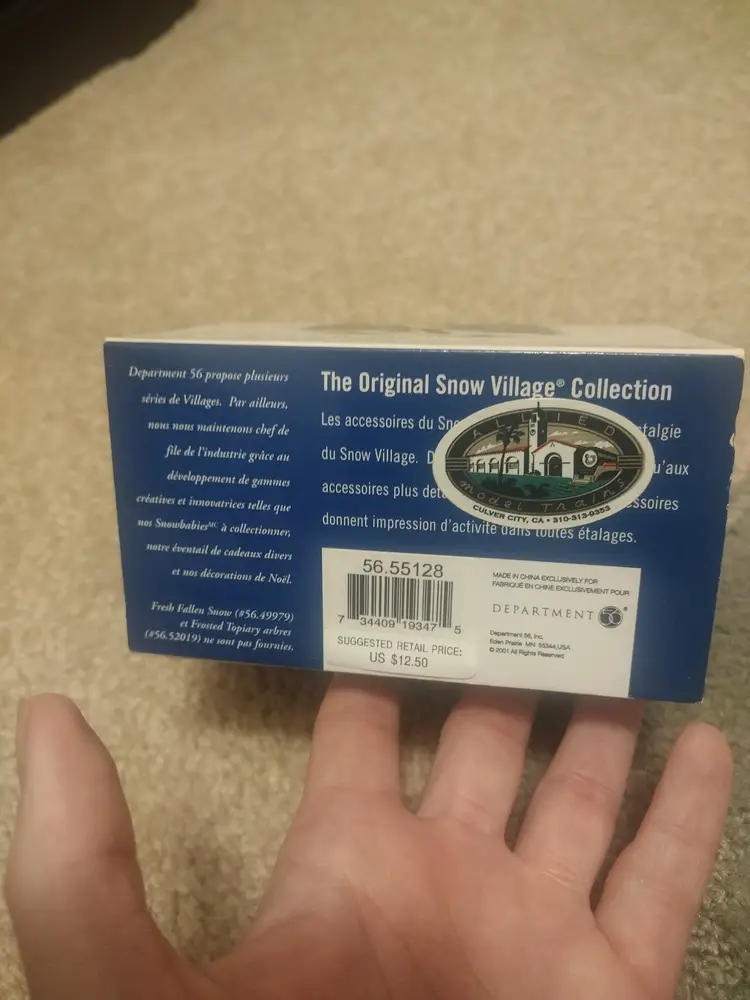 Department 56 propose plusieurs
séries de Villages. Par ailleurs,
nous nous maintenons chef de
file de l'industrie grâce au
développement de gammes
créatives et innovatrices telles que
nos Snowbabiesᴹᶜ à collectionner,
notre éventail de cadeaux divers
et nos décorations de Noël.
Fresh Fallen Snow (#56.49979)
et Frosted Topiary arbres
(#56.52019) ne sont pas fournies.
The Original Snow Village® Collection
Les accessoires du
du Snow Village.
accessoires plus
donnent impression d'activité dans toutes étalages.
ALLIED
model Trains
CULVER CITY, CA • 310-313-9353
56.55128
7 34409 19347 5
SUGGESTED RETAIL PRICE:
US $12.50
MADE IN CHINA EXCLUSIVELY FOR
FABRIQUÉ EN CHINE EXCLUSIVEMENT POUR
DEPARTMENT 56®
Department 56, Inc.
Eden Prairie MN 55344, USA
© 2001 All Rights Reserved